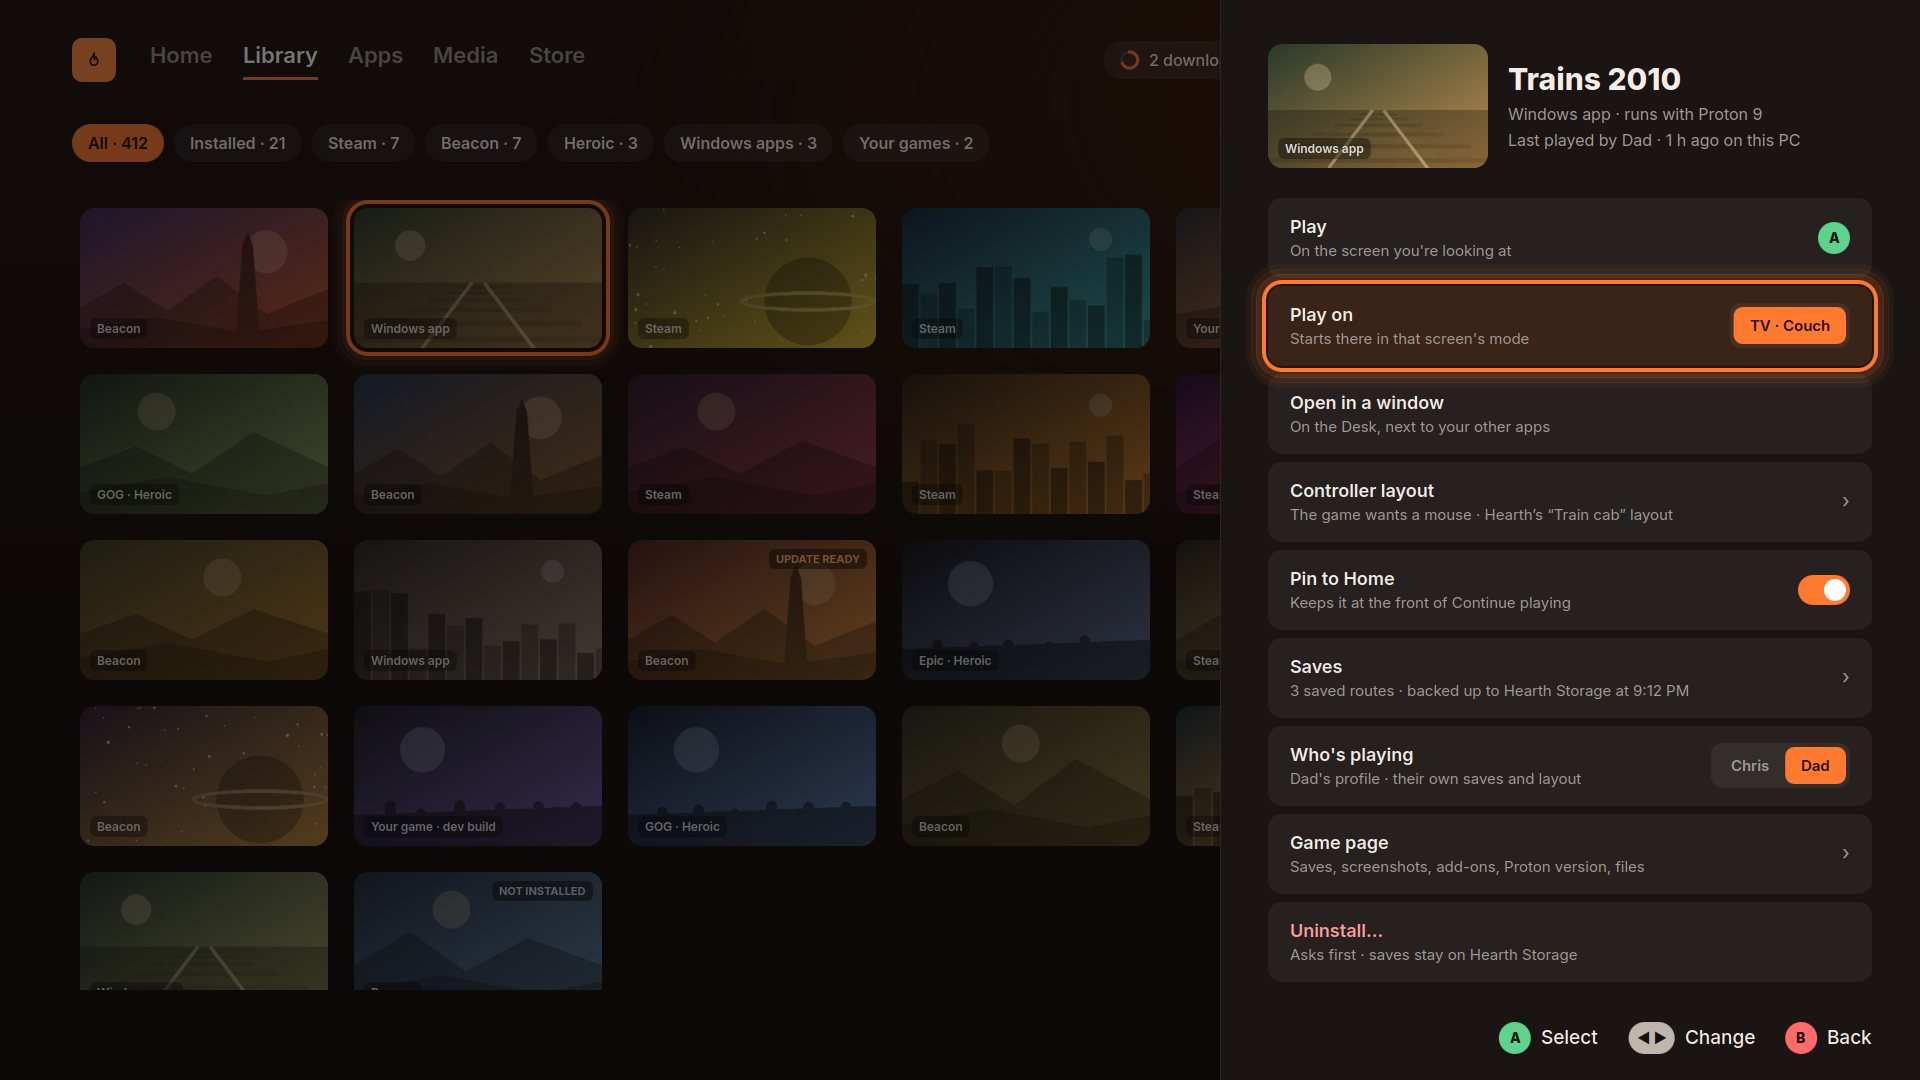 Home Library Apps Media Store
2 downlo
All · 412 Installed · 21 Steam · 7 Beacon · 7 Heroic · 3 Windows apps · 3 Your games · 2
Beacon Windows app Steam Steam Your
GOG · Heroic Beacon Steam Steam Stea
UPDATE READY
Beacon Windows app Beacon Epic · Heroic Stea
Beacon Your game · dev build GOG · Heroic Beacon Stea
NOT INSTALLED
Windows app
Trains 2010
Windows app · runs with Proton 9
Last played by Dad · 1 h ago on this PC
Play
On the screen you're looking at
A
Play on
Starts there in that screen's mode
TV · Couch
Open in a window
On the Desk, next to your other apps
Controller layout
The game wants a mouse · Hearth’s “Train cab” layout
Pin to Home
Keeps it at the front of Continue playing
Saves
3 saved routes · backed up to Hearth Storage at 9:12 PM
Who's playing
Dad's profile · their own saves and layout
Chris Dad
Game page
Saves, screenshots, add-ons, Proton version, files
Uninstall…
Asks first · saves stay on Hearth Storage
A Select Change B Back